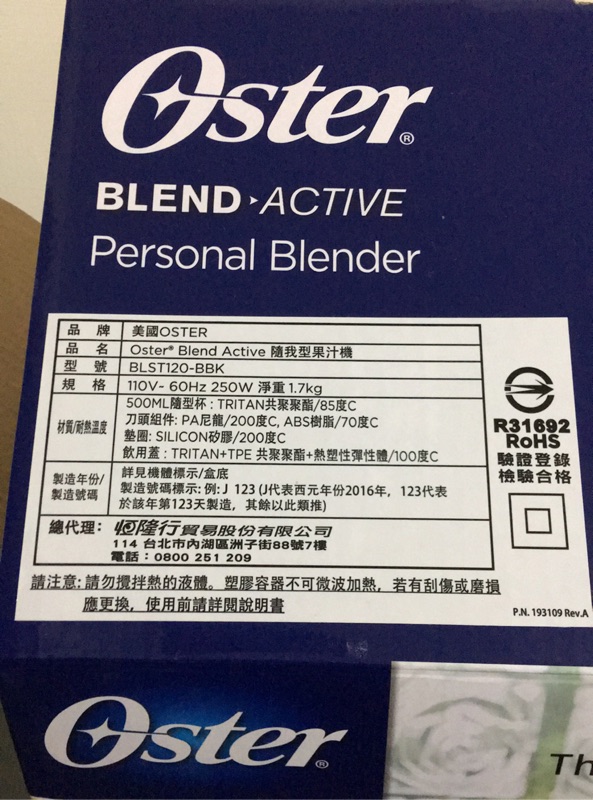 Oster®
BLEND▸ACTIVE
Personal Blender
品 牌 美國OSTER
品 名 Oster® Blend Active 隨我型果汁機
型 號 BLST120-BBK
規 格 110V- 60Hz 250W 淨重 1.7kg
材質/耐熱溫度 500ML隨型杯 : TRITAN共聚聚酯/85度C
刀頭組件: PA尼龍/200度C, ABS樹脂/70度C
墊圈: SILICON矽膠/200度C
飲用蓋 : TRITAN+TPE 共聚聚酯+熱塑性彈性體/100度C
製造年份/
製造號碼
詳見機體標示/盒底
製造號碼標示: 例: J 123 (J代表西元年份2016年, 123代表
於該年第123天製造, 其餘以此類推)
總代理: 恆隆行貿易股份有限公司
114 台北市內湖區洲子街88號7樓
電話 : 0800 251 209
R31692
RoHS
驗證登錄
檢驗合格
請注意: 請勿攪拌熱的液體。塑膠容器不可微波加熱, 若有刮傷或磨損
應更換, 使用前請詳閱說明書
P.N. 193109 Rev.A
Oster®
Th